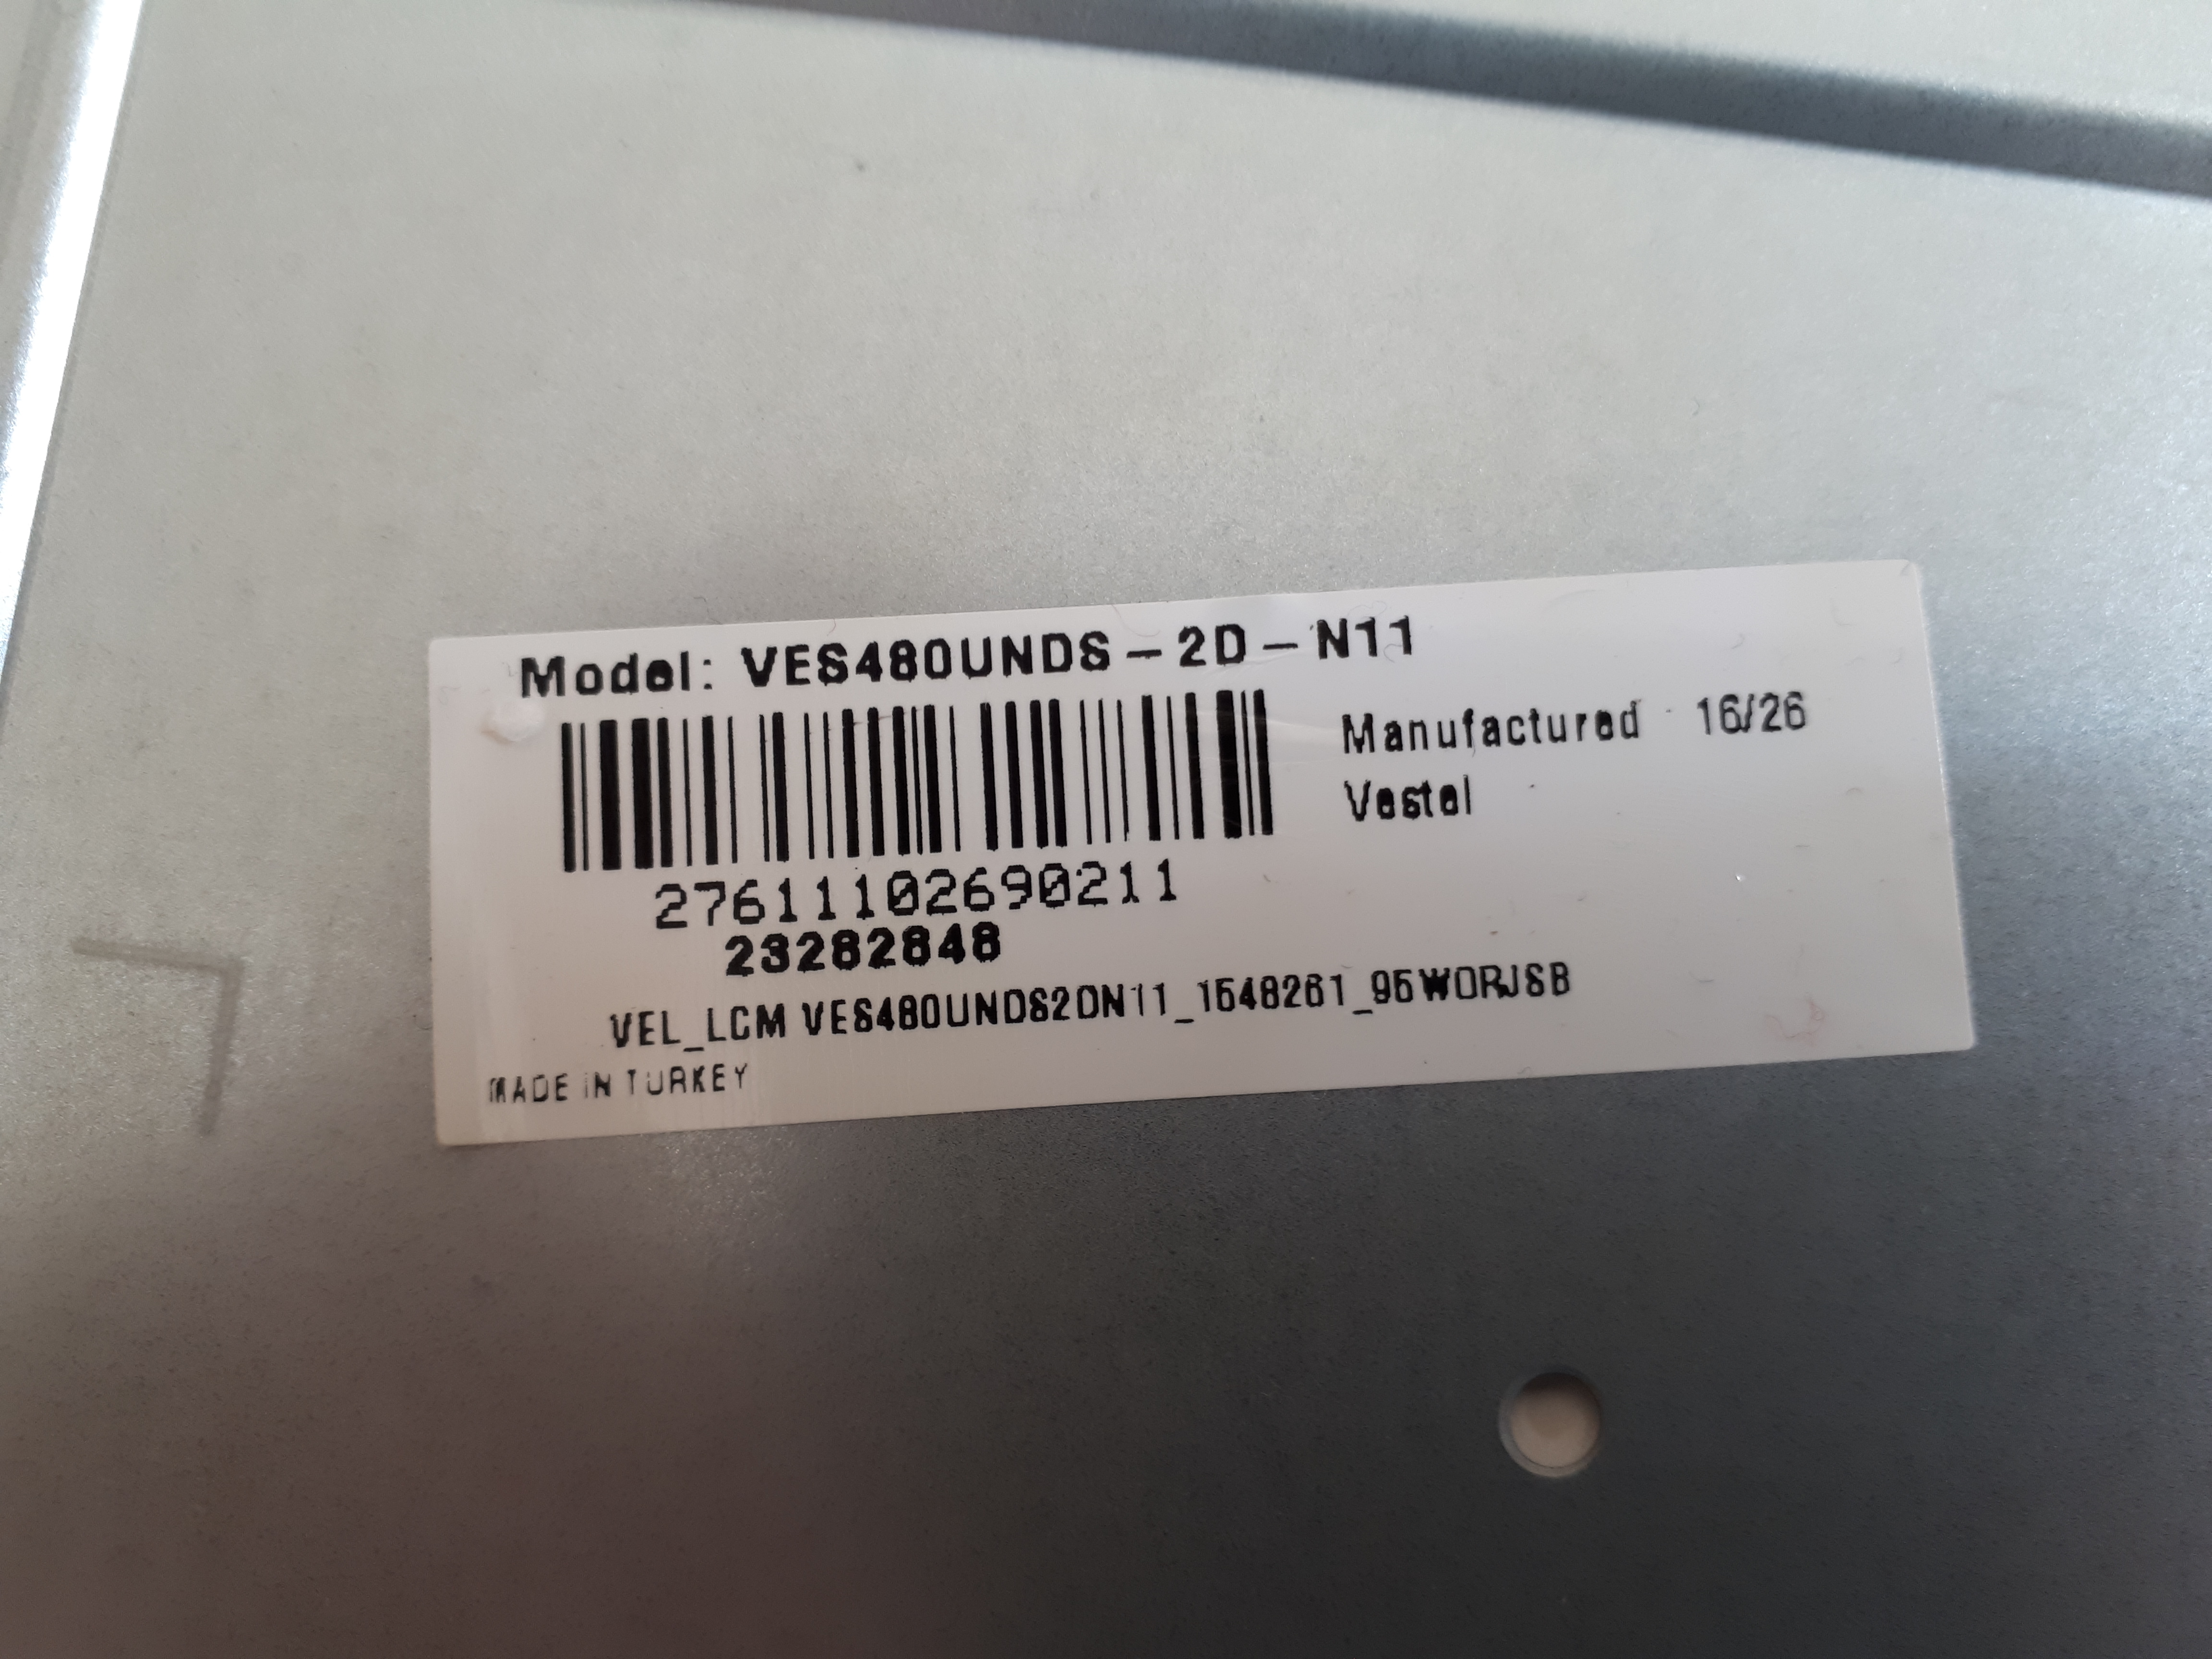 Model: VES480UNDS-2D-N11
Manufactured 16/26
Vestel
27611102690211
23282848
VEL_LCM VES480UNDS2DN11_1548261_95WORJSB
MADE IN TURKEY